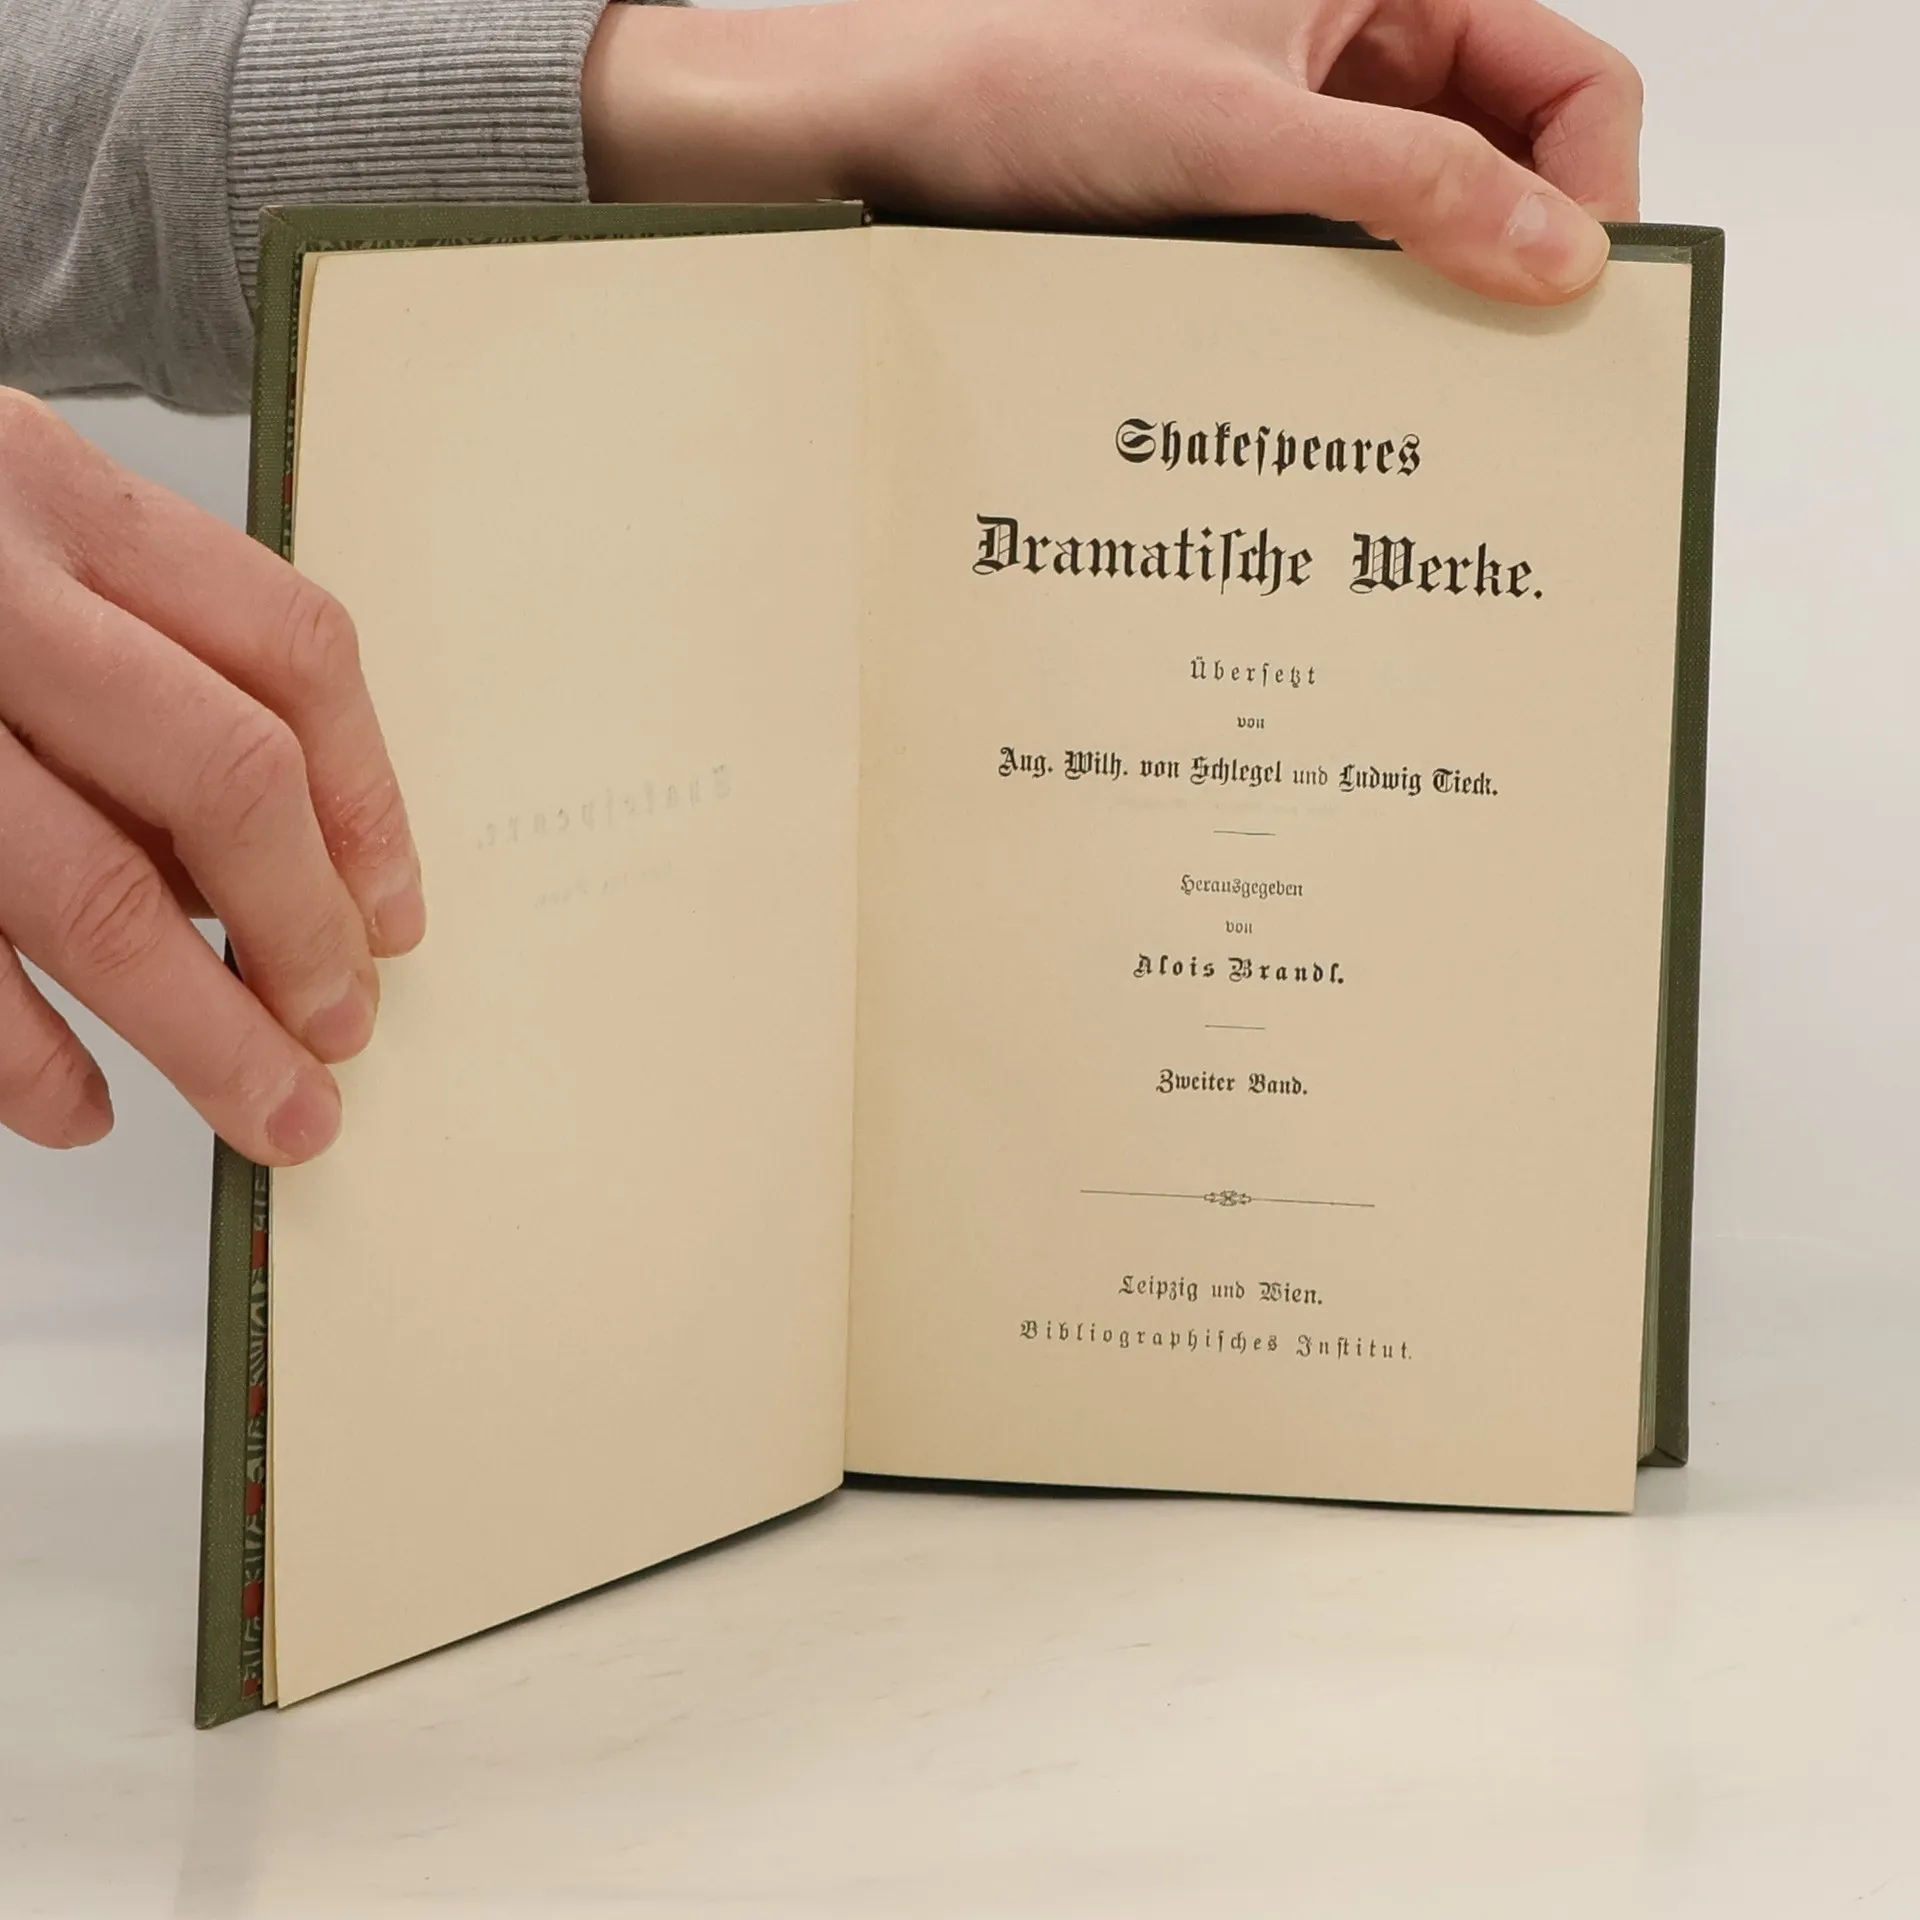 Shakeſpeares
Dramatiſche Werke.
Überſetzt
von
Aug. Wilh. von Schlegel und Ludwig Tieck.
Herausgegeben
von
Alois Brandl.
Zweiter Band.
Leipzig und Wien.
Bibliographiſches Inſtitut.